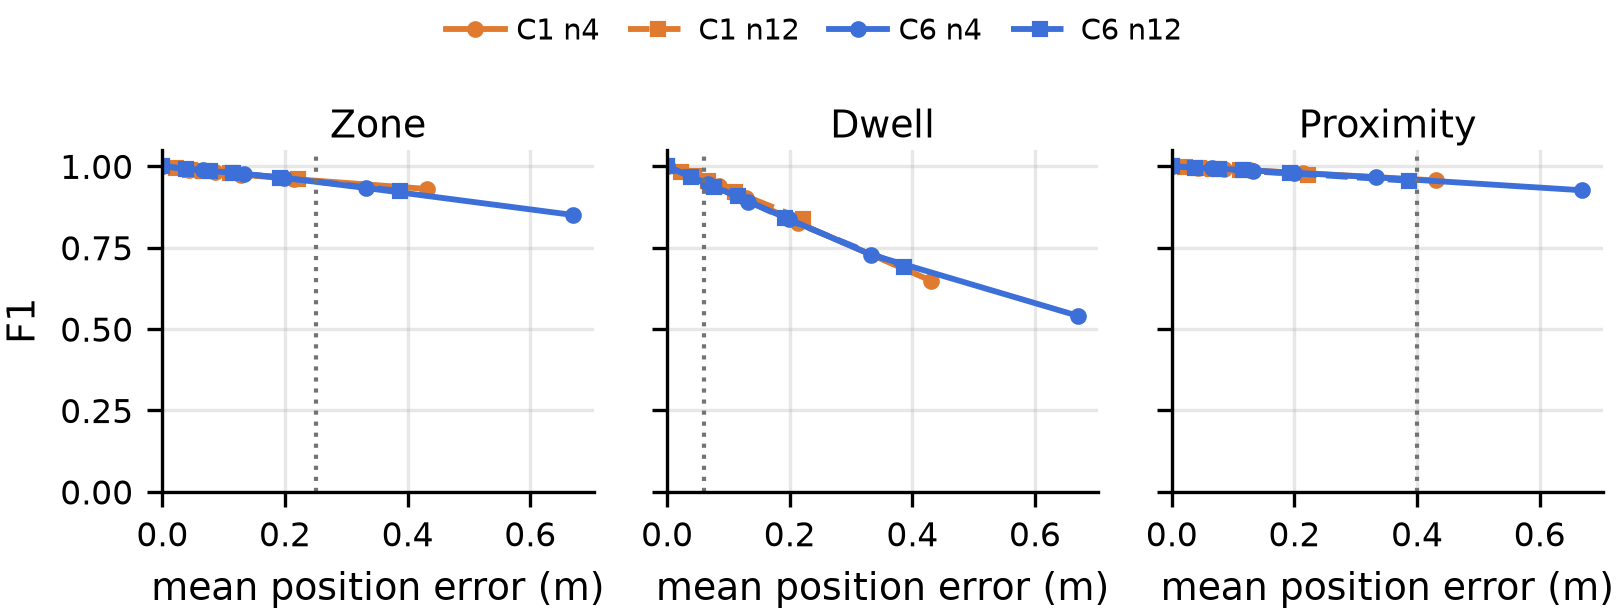 C1 n4 C1 n12 C6 n4 C6 n12
Zone Dwell Proximity
F1
1.00
0.75
0.50
0.25
0.00
0.0 0.2 0.4 0.6 0.0 0.2 0.4 0.6 0.0 0.2 0.4 0.6
mean position error (m) mean position error (m) mean position error (m)